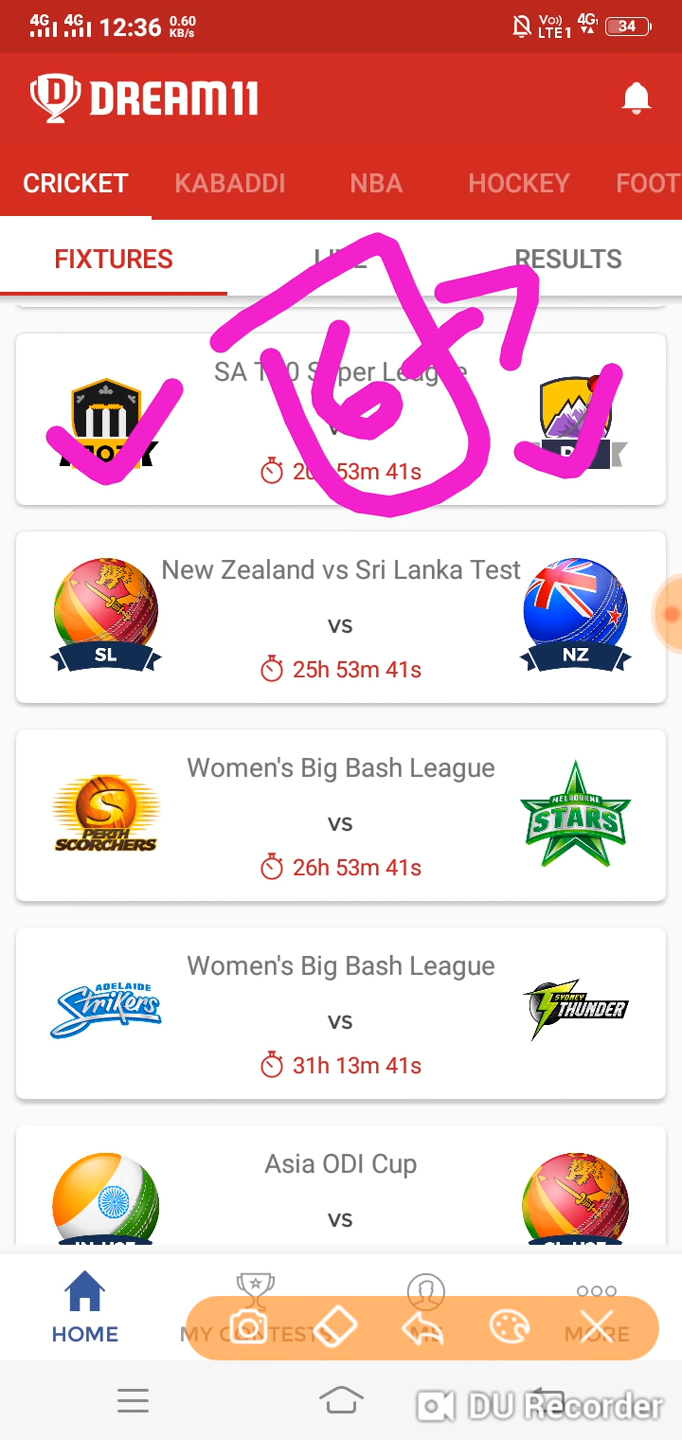 4G 4G 12:36 0.60 KB/s Vo)) LTE1 4G 34
DREAM11
CRICKET KABADDI NBA HOCKEY FOOT
FIXTURES LIVE RESULTS
SA T20 Super League
6
53m 41s
New Zealand vs Sri Lanka Test
SL vs NZ
25h 53m 41s
Women's Big Bash League
PERTH SCORCHERS vs MELBOURNE STARS
26h 53m 41s
Women's Big Bash League
ADELAIDE STRIKERS vs SYDNEY THUNDER
31h 13m 41s
Asia ODI Cup
vs
HOME MY CONTESTS ME MORE
DU Recorder